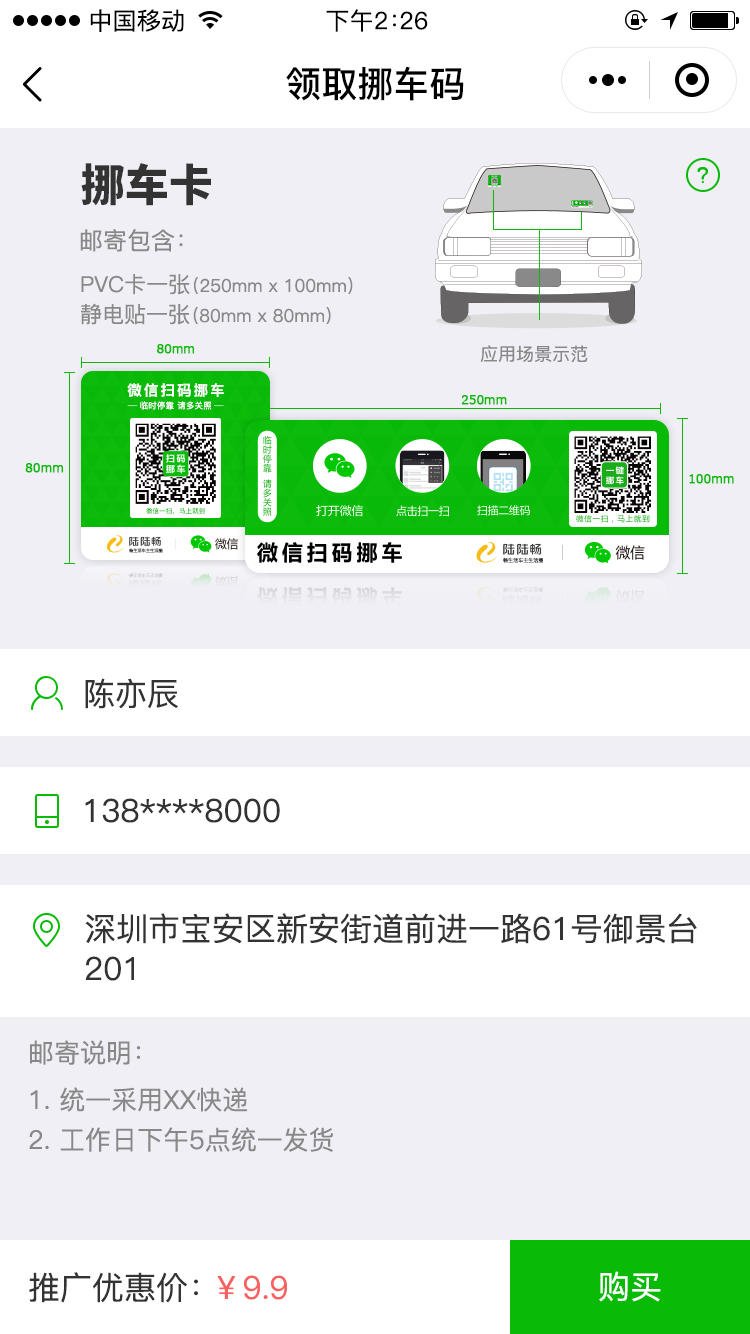 中国移动
下午2:26
领取挪车码
挪车卡
邮寄包含：
PVC卡一张(250mm x 100mm)
静电贴一张(80mm x 80mm)
应用场景示范
80mm
80mm
微信扫码挪车
临时停靠 请多关照
扫码
挪车
微信一扫，马上就到
陆陆畅
微信
250mm
100mm
临时停靠 请多关照
打开微信
点击扫一扫
扫描二维码
一键
挪车
微信一扫，马上就到
微信扫码挪车
陆陆畅
微信
陈亦辰
138****8000
深圳市宝安区新安街道前进一路61号御景台
201
邮寄说明：
1. 统一采用XX快递
2. 工作日下午5点统一发货
推广优惠价：￥9.9
购买